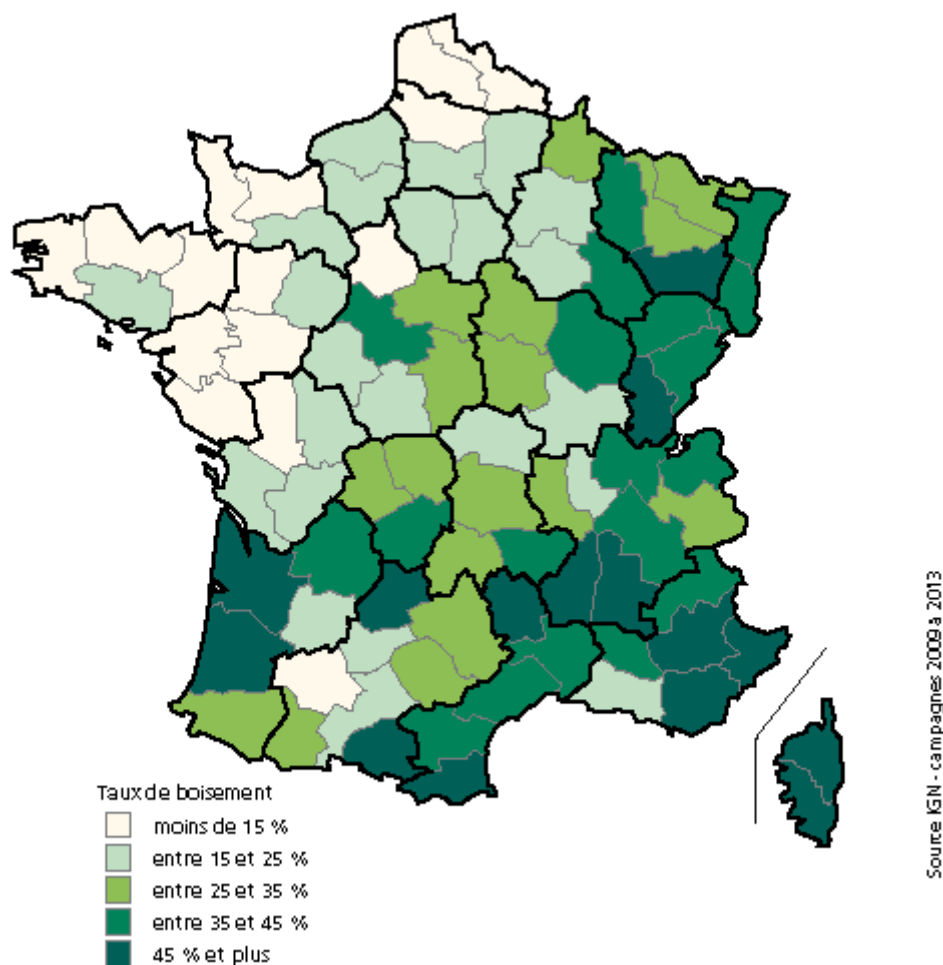 Taux de boisement
moins de 15 %
entre 15 et 25 %
entre 25 et 35 %
entre 35 et 45 %
45 % et plus
Source IGN - campagnes 2009 à 2013